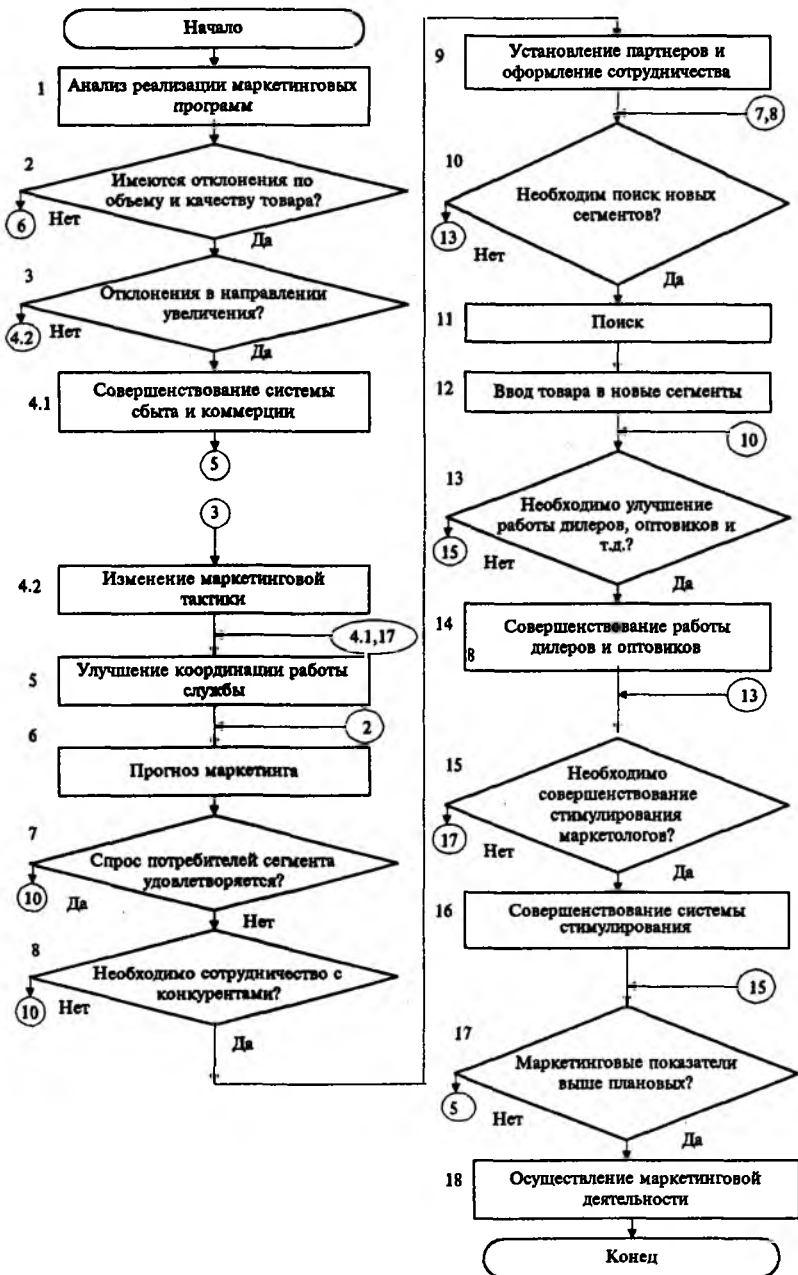 Начало
1
Анализ реализации маркетинговых
программ
2
Имеются отклонения по
объему и качеству товара?
6
Нет
Да
3
Отклонения в направлении
увеличения?
4.2
Нет
Да
4.1
Совершенствование системы
сбыта и коммерции
5
3
4.2
Изменение маркетинговой
тактики
4.1,17
5
Улучшение координации работы
службы
2
6
Прогноз маркетинга
7
Спрос потребителей сегмента
удовлетворяется?
10
Да
Нет
8
Необходимо сотрудничество с
конкурентами?
10
Нет
Да
9
Установление партнеров и
оформление сотрудничества
7,8
10
Необходим поиск новых
сегментов?
13
Нет
Да
11
Поиск
12
Ввод товара в новые сегменты
10
13
Необходимо улучшение
работы дилеров, оптовиков и
т.д.?
15
Нет
Да
14
Совершенствование работы
дилеров и оптовиков
8
13
15
Необходимо
совершенствование
стимулирования
маркетологов?
17
Нет
Да
16
Совершенствование системы
стимулирования
15
17
Маркетинговые показатели
выше плановых?
5
Нет
Да
18
Осуществление маркетинговой
деятельности
Конец